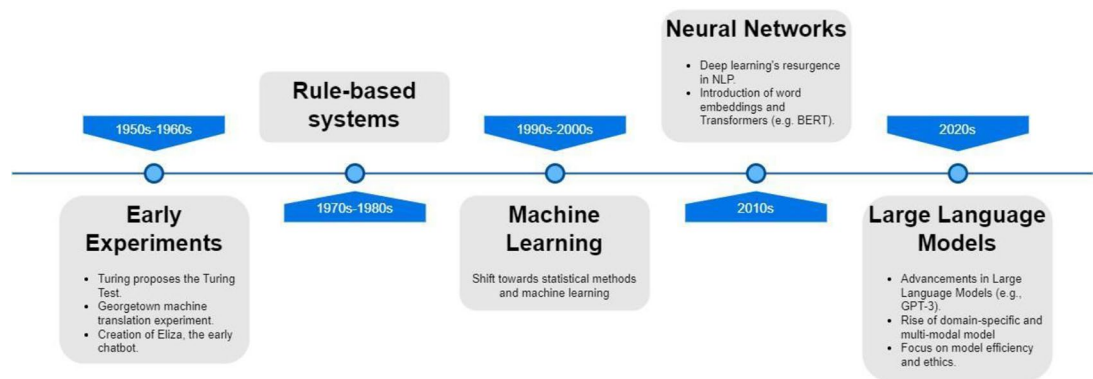 1950s-1960s
Early
Experiments
• Turing proposes the Turing
Test.
• Georgetown machine
translation experiment.
• Creation of Eliza, the early
chatbot.
Rule-based
systems
1970s-1980s
1990s-2000s
Machine
Learning
Shift towards statistical methods
and machine learning
Neural Networks
• Deep learning's resurgence
in NLP.
• Introduction of word
embeddings and
Transformers (e.g. BERT).
2010s
2020s
Large Language
Models
• Advancements in Large
Language Models (e.g.,
GPT-3).
• Rise of domain-specific and
multi-modal model
• Focus on model efficiency
and ethics.